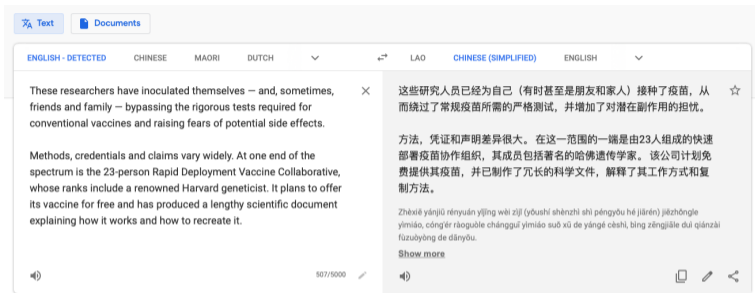 Text
Documents
ENGLISH - DETECTED
CHINESE
MAORI
DUTCH
LAO
CHINESE (SIMPLIFIED)
ENGLISH
These researchers have inoculated themselves — and, sometimes,
friends and family — bypassing the rigorous tests required for
conventional vaccines and raising fears of potential side effects.
Methods, credentials and claims vary widely. At one end of the
spectrum is the 23-person Rapid Deployment Vaccine Collaborative,
whose ranks include a renowned Harvard geneticist. It plans to offer
its vaccine for free and has produced a lengthy scientific document
explaining how it works and how to recreate it.
507/5000
这些研究人员已经为自己（有时甚至是朋友和家人）接种了疫苗，从
而绕过了常规疫苗所需的严格测试，并增加了对潜在副作用的担忧。
方法，凭证和声明差异很大。 在这一范围的一端是由23人组成的快速
部署疫苗协作组织，其成员包括著名的哈佛遗传学家。 该公司计划免
费提供其疫苗，并已制作了冗长的科学文件，解释了其工作方式和复
制方法。
Zhèxiē yánjiū rényuán yǐjīng wèi zìjǐ (yǒushí shènzhì shì péngyǒu hé jiārén) jiēzhǒngle
yìmiáo, cóng'ér ràoguòle chángguī yìmiáo suǒ xū de yángé cèshì, bìng zēngjiāle duì qiánzài
fùzuòyòng de dānyōu.
Show more